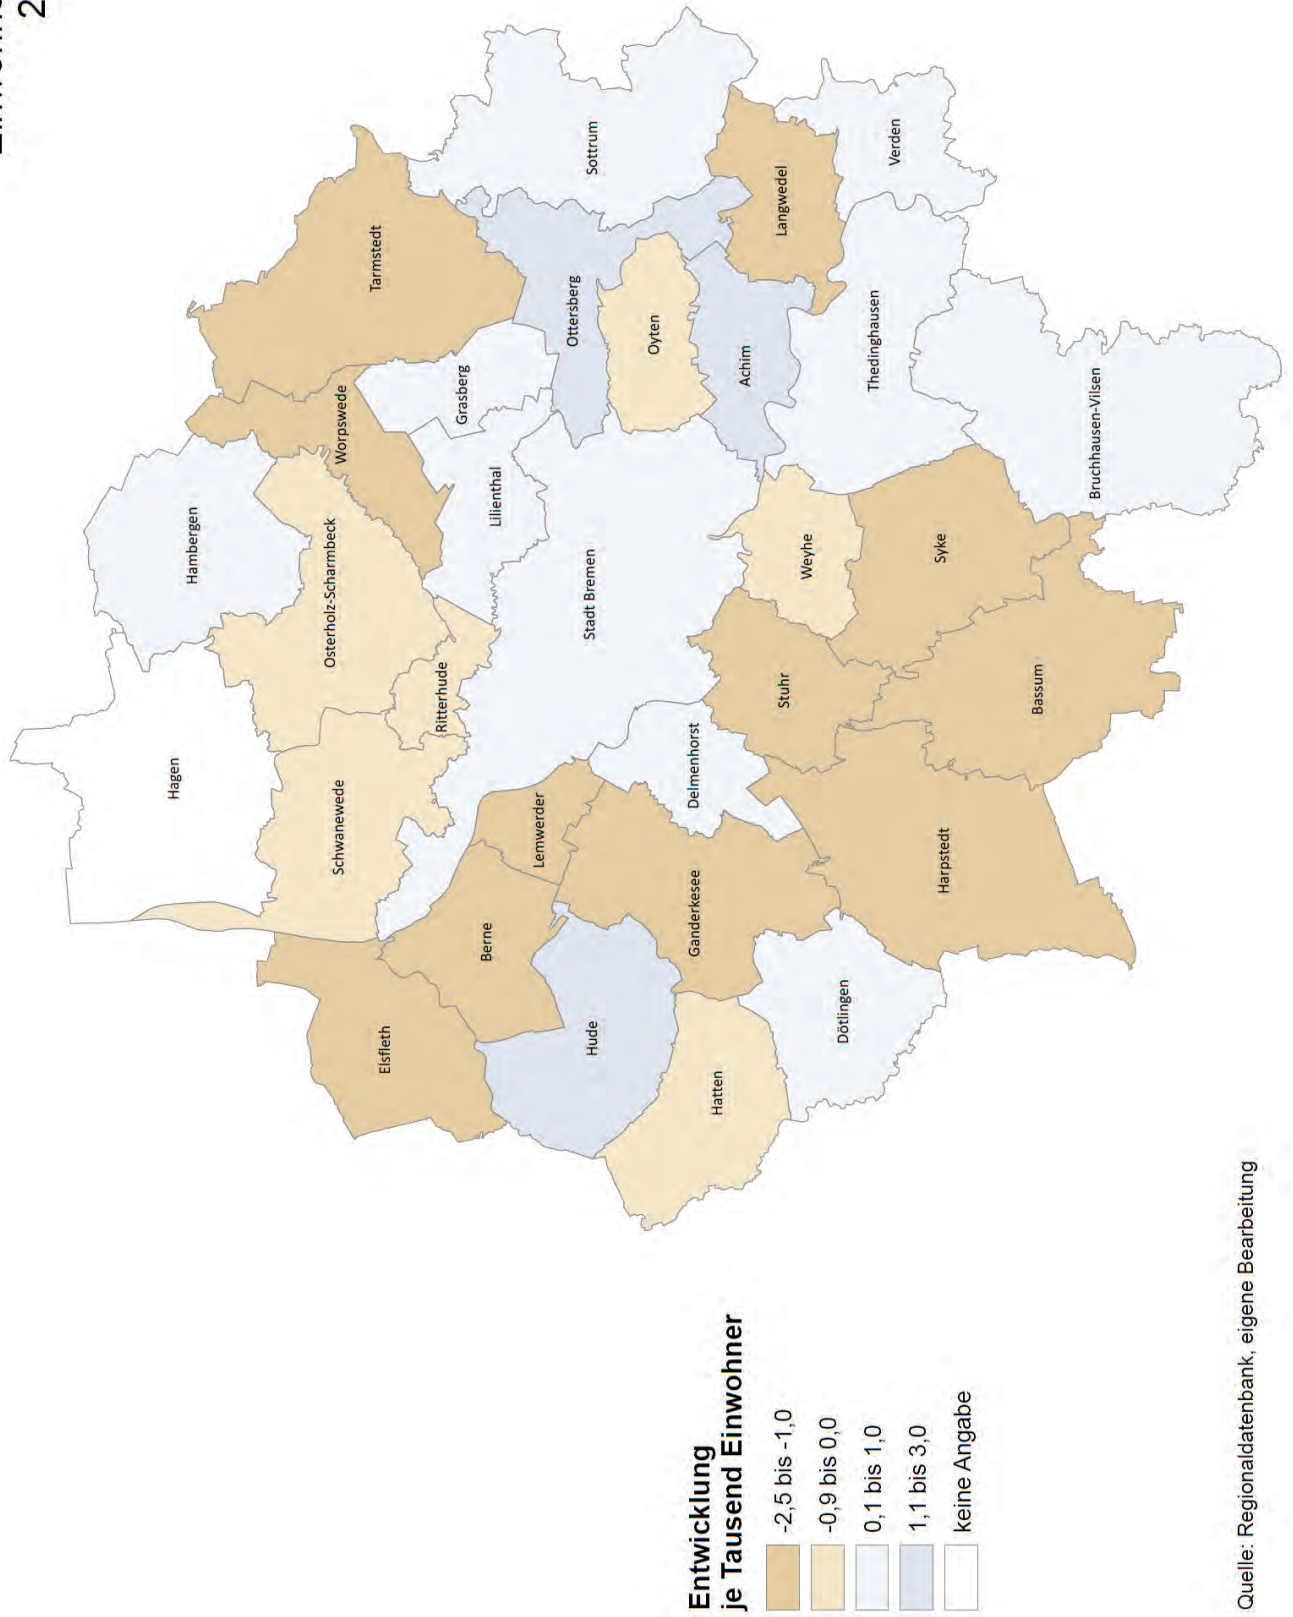 Hagen
Hambergen
Schwanewede
Osterholz-Scharmbeck
Worpswede
Tarmstedt
Elsfleth
Ritterhude
Grasberg
Berne
Lemwerder
Lilienthal
Ottersberg
Sottrum
Hude
Stadt Bremen
Oyten
Hatten
Ganderkesee
Delmenhorst
Achim
Langwedel
Stuhr
Weyhe
Dötlingen
Thedinghausen
Verden
Harpstedt
Syke
Bassum
Bruchhausen-Vilsen
Entwicklung
je Tausend Einwohner
-2,5 bis -1,0
-0,9 bis 0,0
0,1 bis 1,0
1,1 bis 3,0
keine Angabe
Quelle: Regionaldatenbank, eigene Bearbeitung